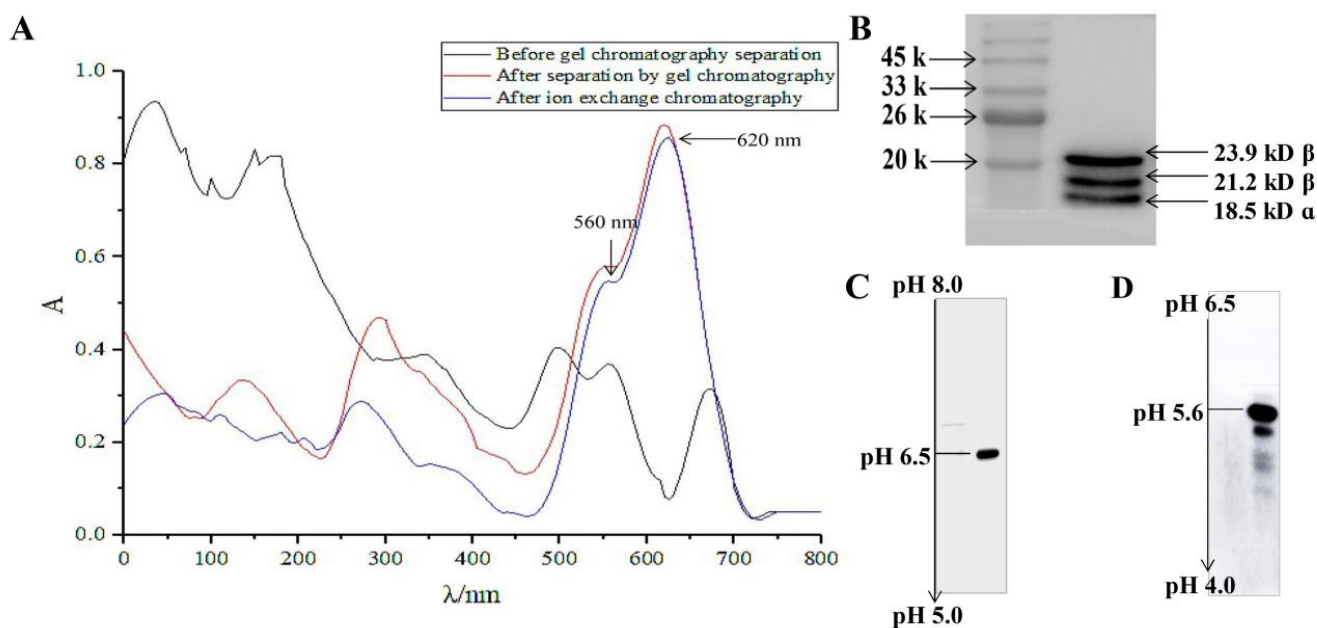 A
Before gel chromatography separation
After separation by gel chromatography
After ion exchange chromatography
1.0
0.8
0.6
0.4
0.2
0.0
A
620 nm
560 nm
0 100 200 300 400 500 600 700 800
λ/nm
B
45 k
33 k
26 k
20 k
23.9 kD β
21.2 kD β
18.5 kD α
C
pH 8.0
pH 6.5
pH 5.0
D
pH 6.5
pH 5.6
pH 4.0